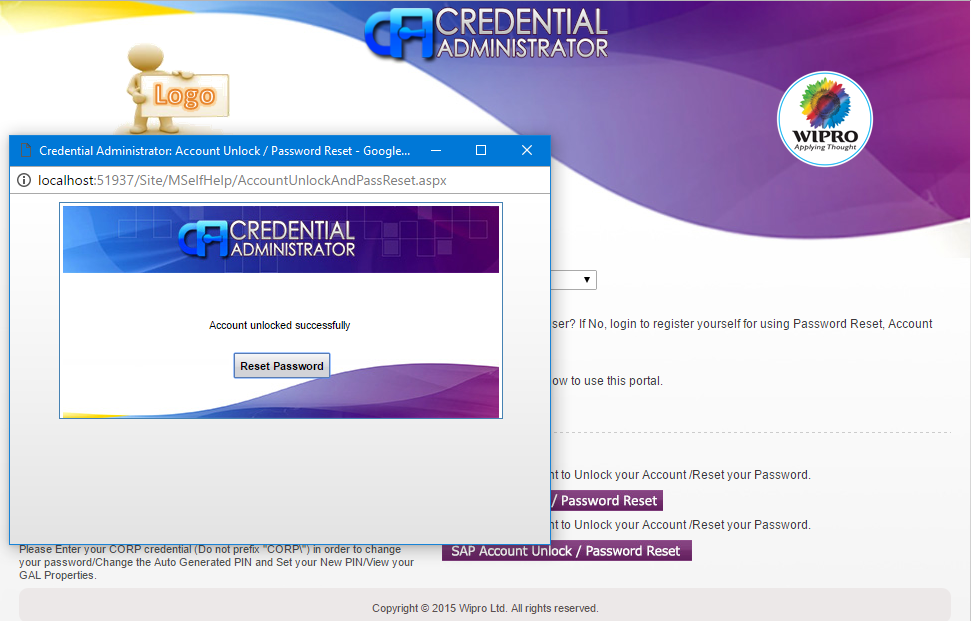 CREDENTIAL
ADMINISTRATOR
Logo
WIPRO
Applying Thought
Credential Administrator: Account Unlock / Password Reset - Google...
localhost:51937/Site/MSelfHelp/AccountUnlockAndPassReset.aspx
CREDENTIAL
ADMINISTRATOR
Account unlocked successfully
Reset Password
ser? If No, login to register yourself for using Password Reset, Account
ow to use this portal.
nt to Unlock your Account /Reset your Password.
/ Password Reset
nt to Unlock your Account /Reset your Password.
SAP Account Unlock / Password Reset
Please Enter your CORP credential (Do not prefix "CORP\") in order to change
your password/Change the Auto Generated PIN and Set your New PIN/View your
GAL Properties.
Copyright © 2015 Wipro Ltd. All rights reserved.